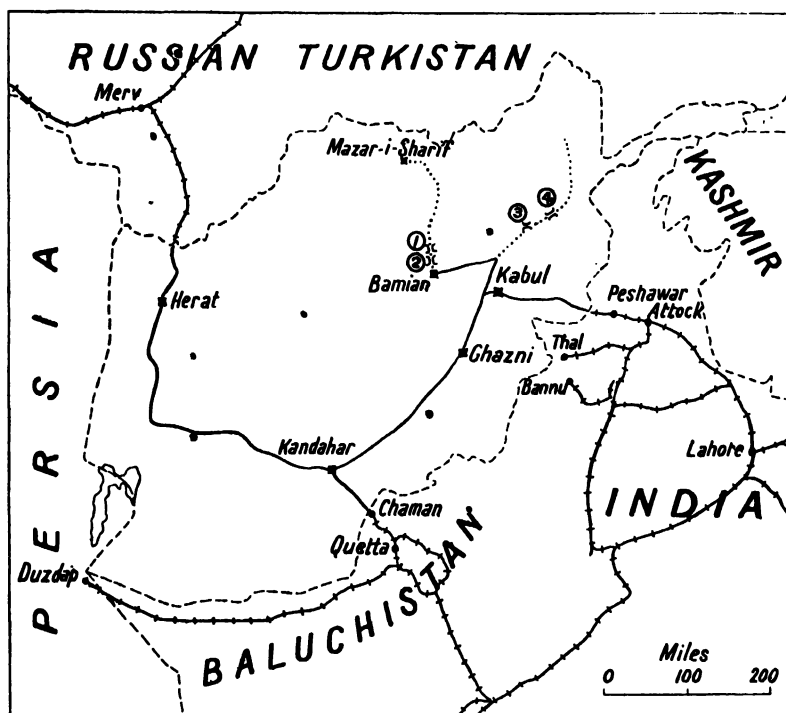 RUSSIAN TURKISTAN
Merv
Mazar-i-Sharif
KASHMIR
③ ④
①
②
Bamian
Kabul
Herat
Peshawar
Attock
Thal
Ghazni
Bannu
PERSIA
Kandahar
Lahore
Chaman
INDIA
Quetta
Duzdap
BALUCHISTAN
Miles
0 100 200